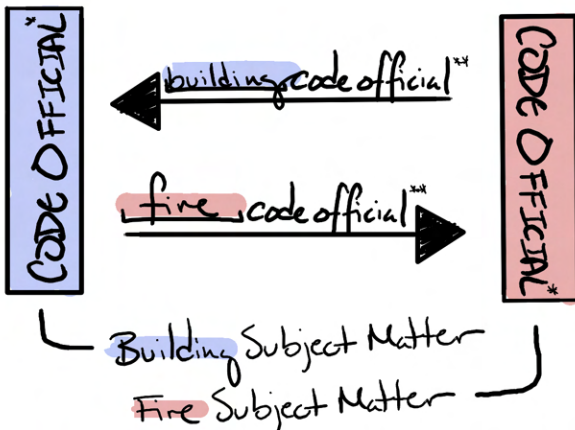 CODE OFFICIAL*
building code official**
fire code official***
CODE OFFICIAL*
Building Subject Matter
Fire Subject Matter